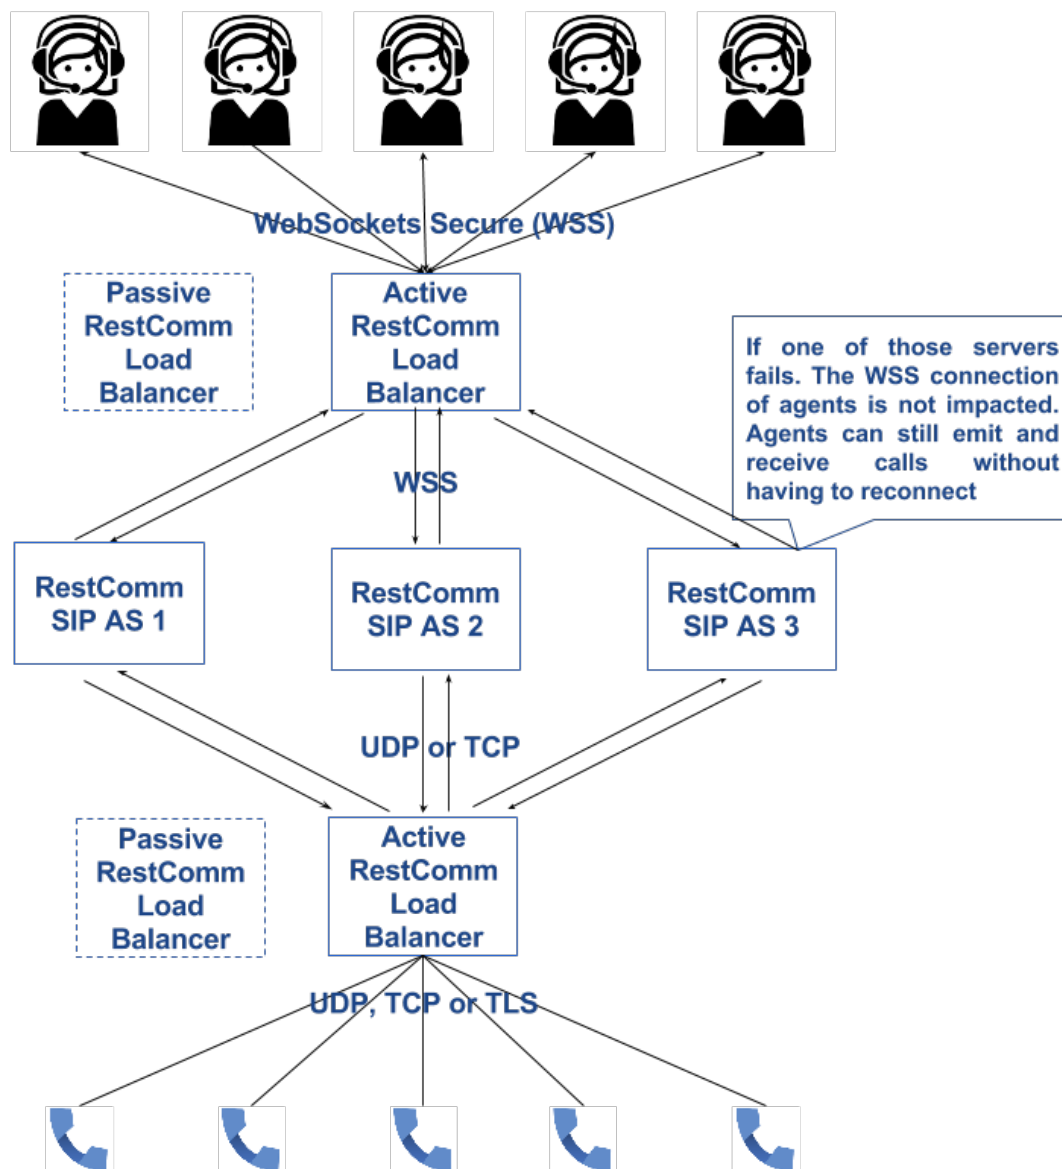 WebSockets Secure (WSS)
Passive
RestComm
Load
Balancer
Active
RestComm
Load
Balancer
If one of those servers
fails. The WSS connection
of agents is not impacted.
Agents can still emit and
receive calls without
having to reconnect
WSS
RestComm
SIP AS 1
RestComm
SIP AS 2
RestComm
SIP AS 3
UDP or TCP
Passive
RestComm
Load
Balancer
Active
RestComm
Load
Balancer
UDP, TCP or TLS